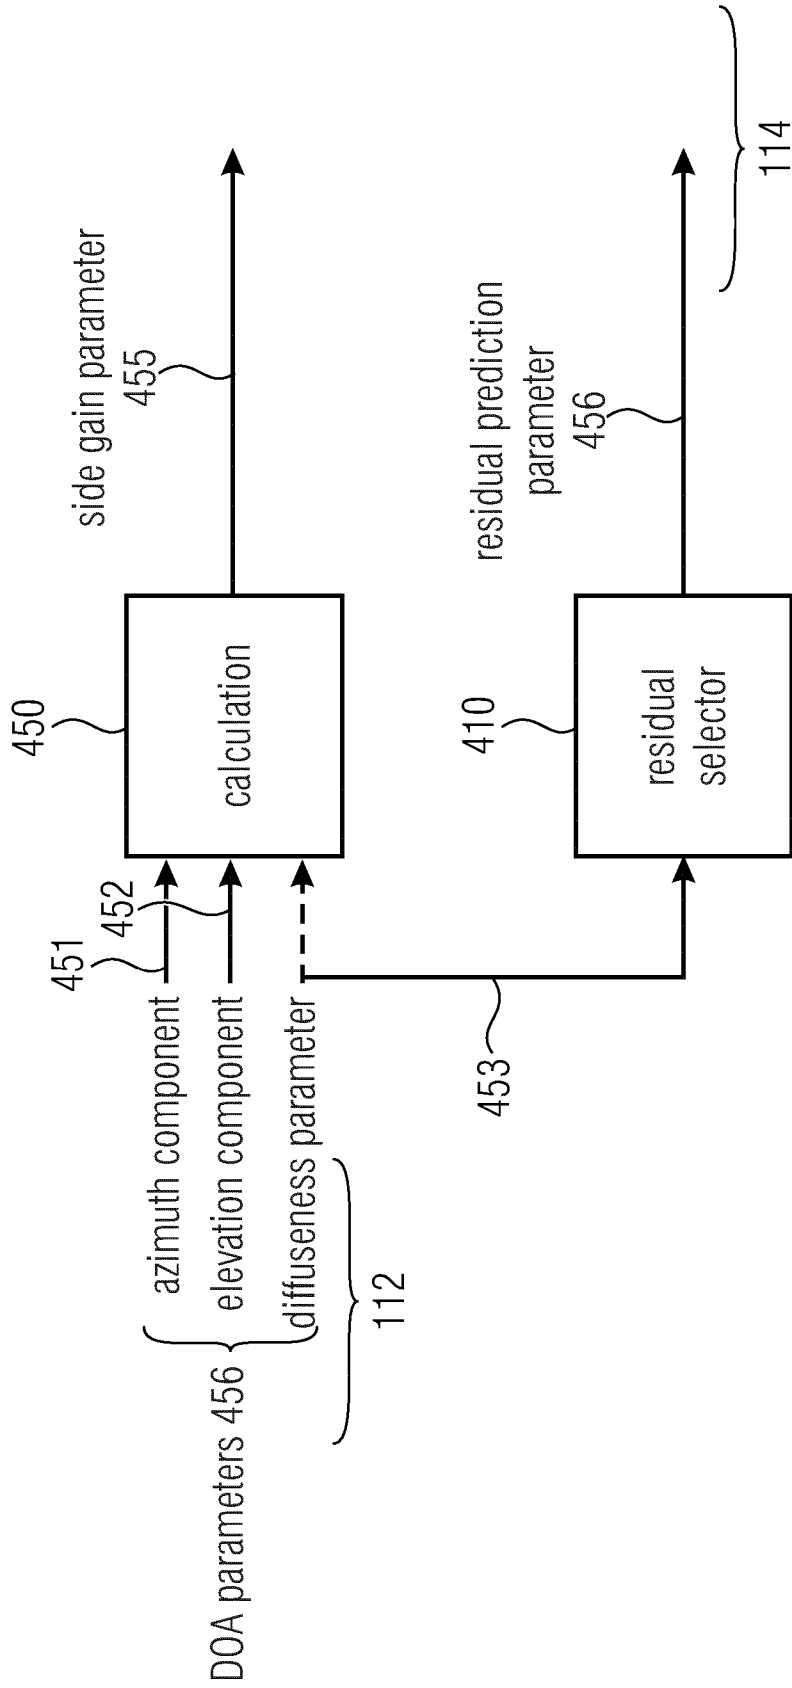 DOA parameters 456
azimuth component
elevation component
diffuseness parameter
112
451
452
453
450
calculation
side gain parameter
455
410
residual
selector
residual prediction
parameter
456
114